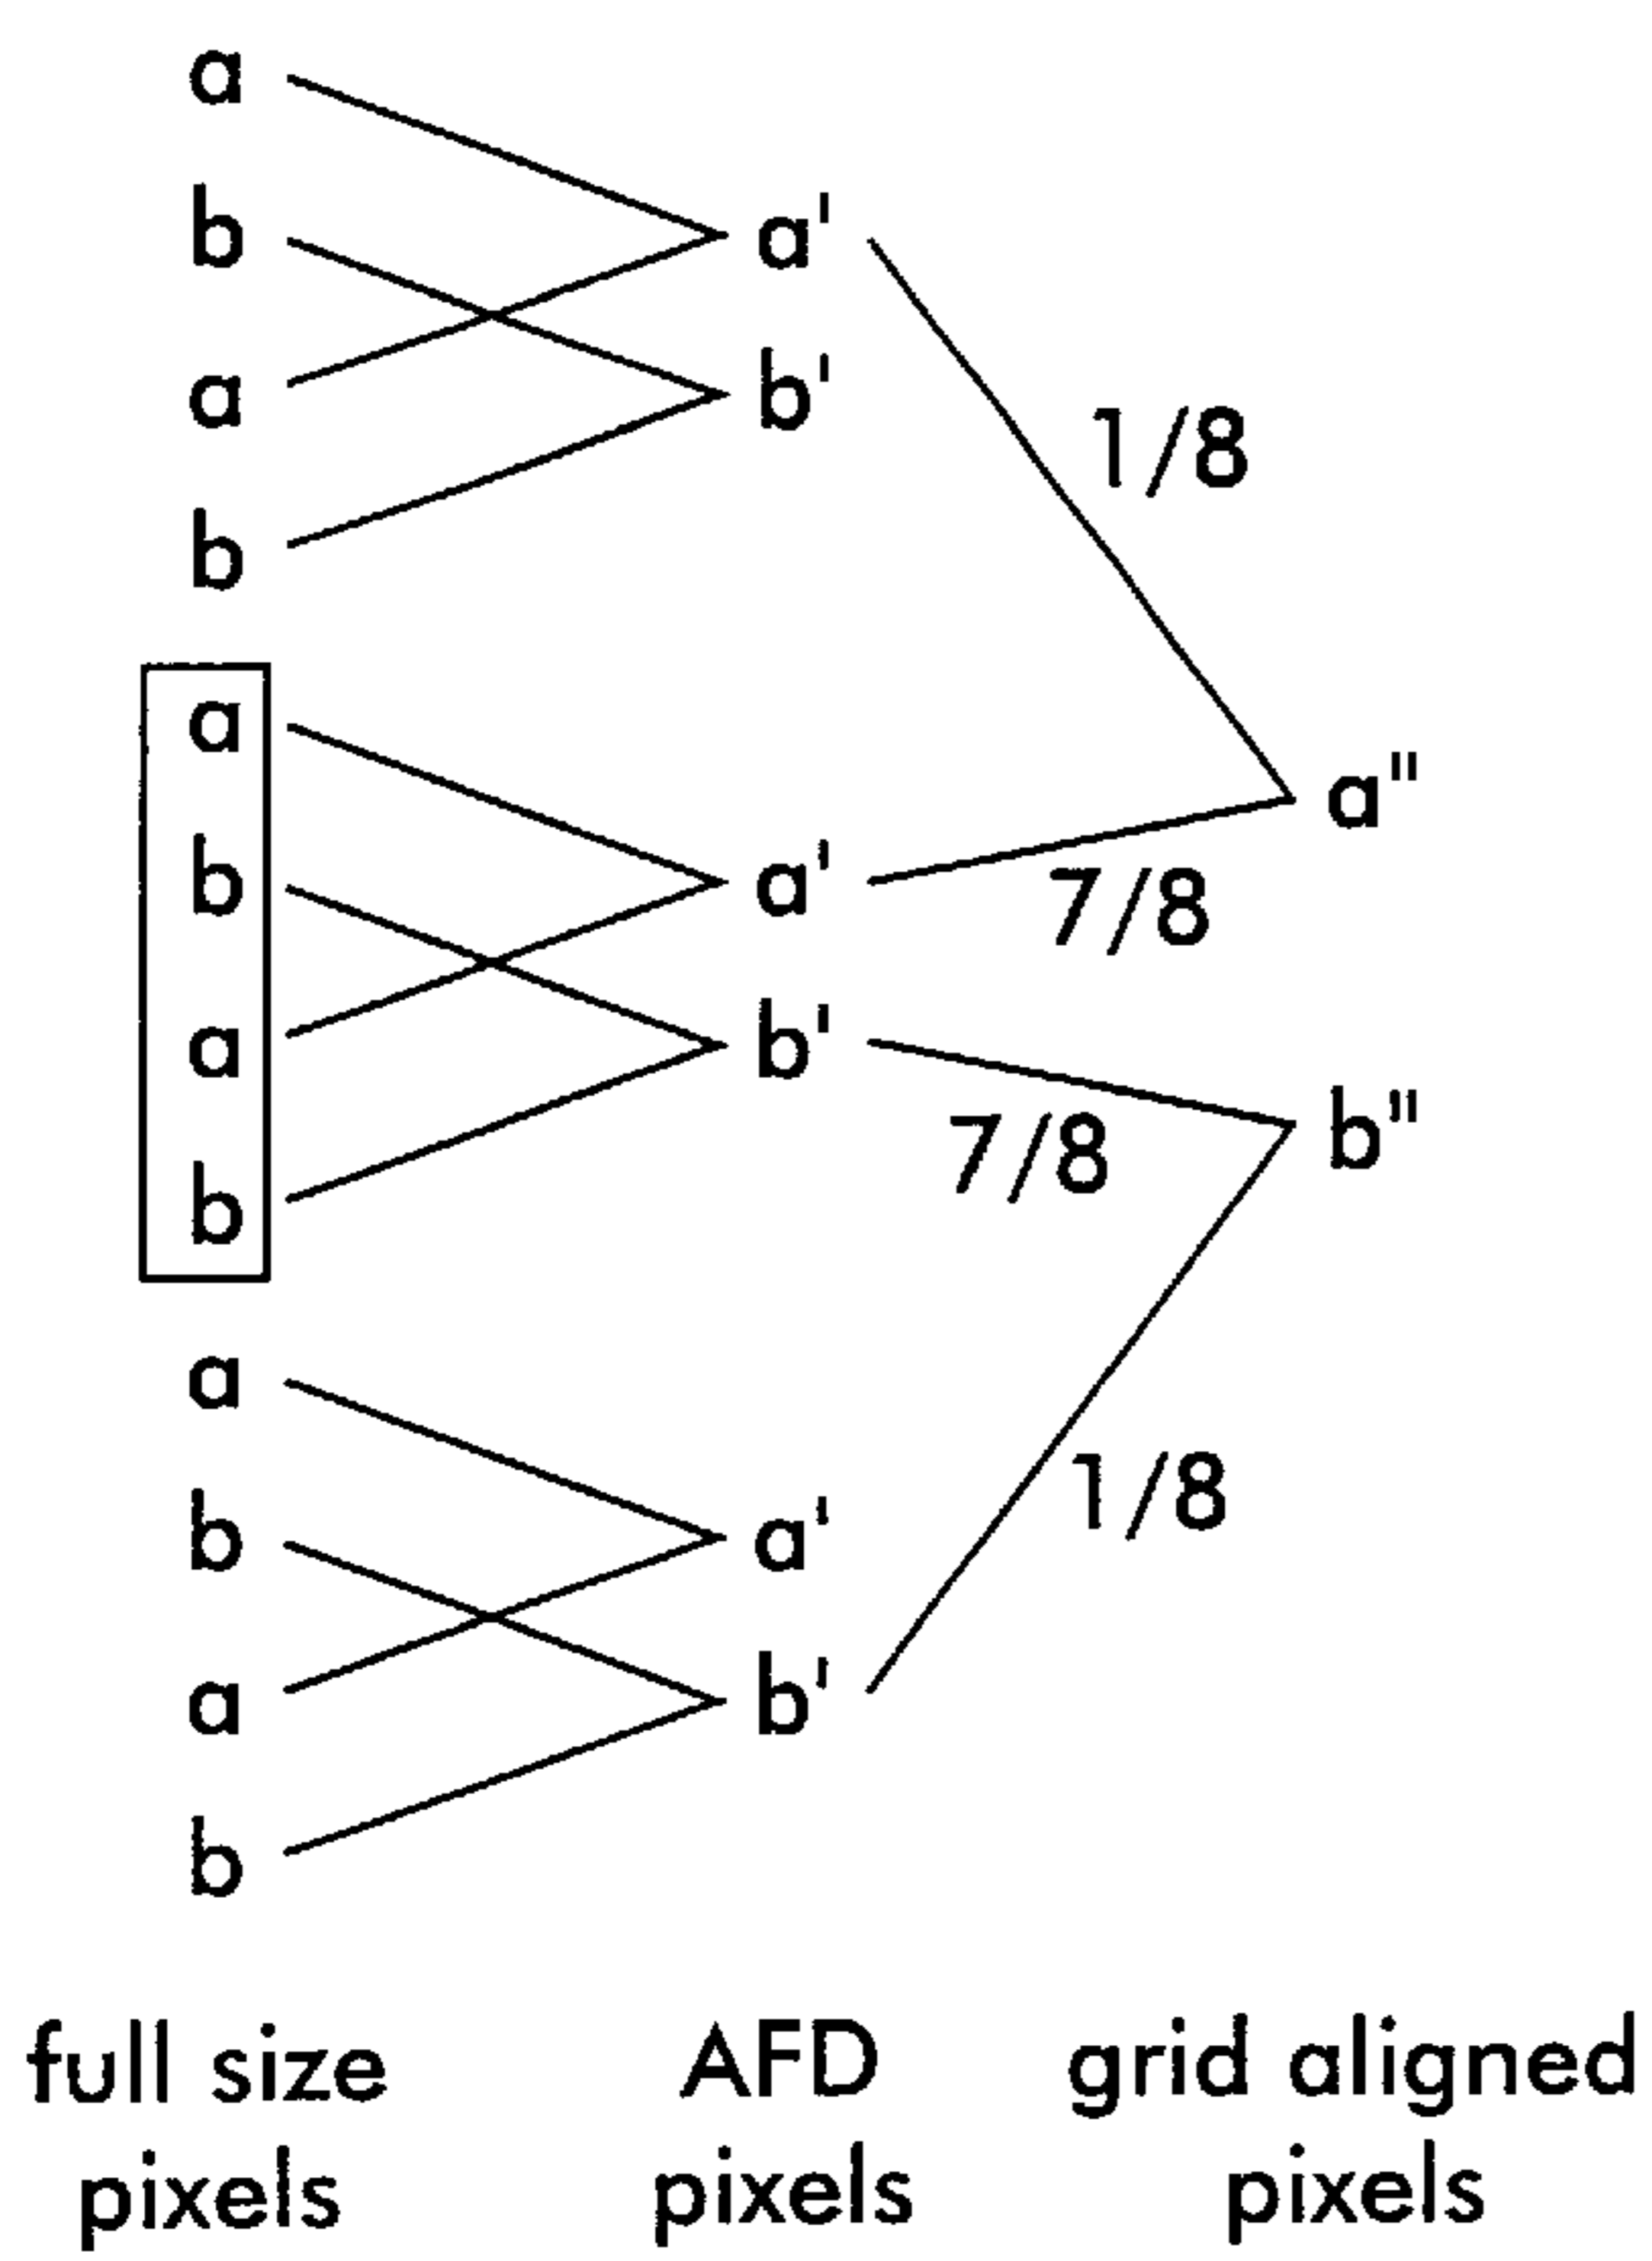 a
b
a'
a
b'
1/8
b
a
a''
b
a'
7/8
a
b'
b''
7/8
b
a
1/8
b
a'
a
b'
b
full size AFD grid aligned
pixels pixels pixels